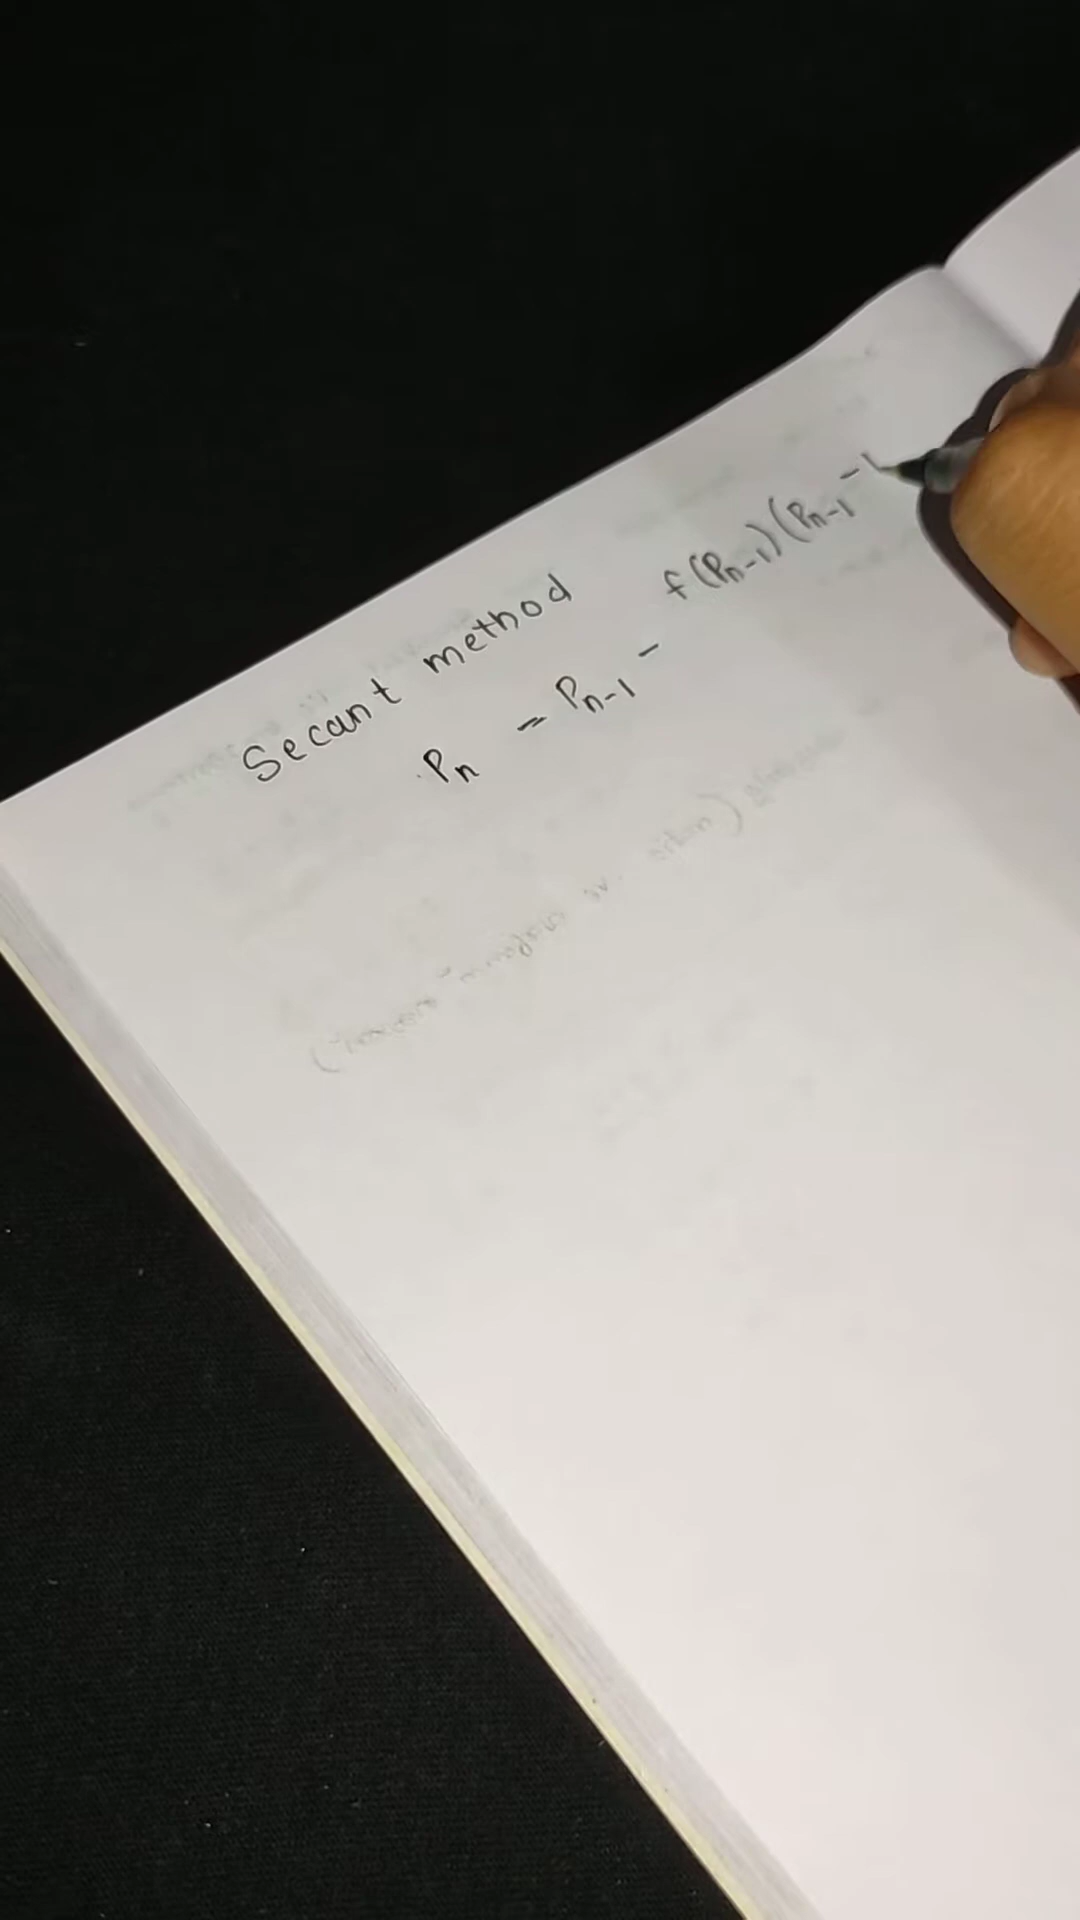 Secant method
Pn = Pn-1 - f(Pn-1)(Pn-1 -